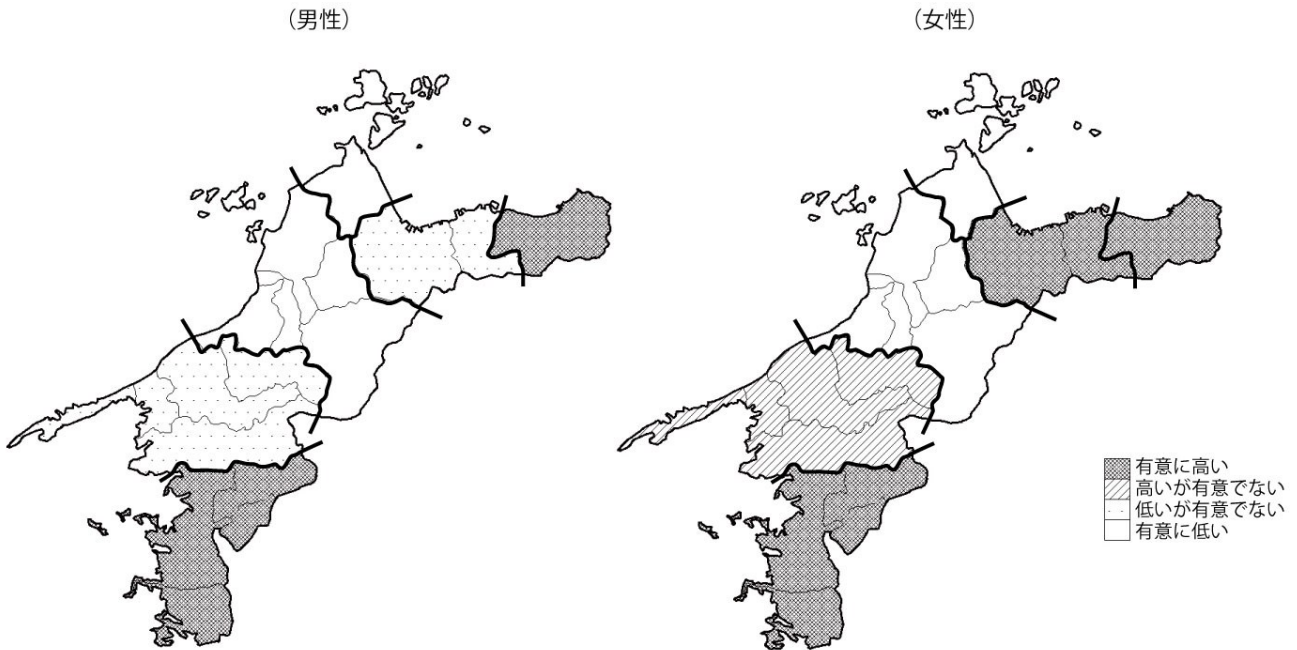 （男性）
（女性）
有意に高い
高いが有意でない
低いが有意でない
有意に低い